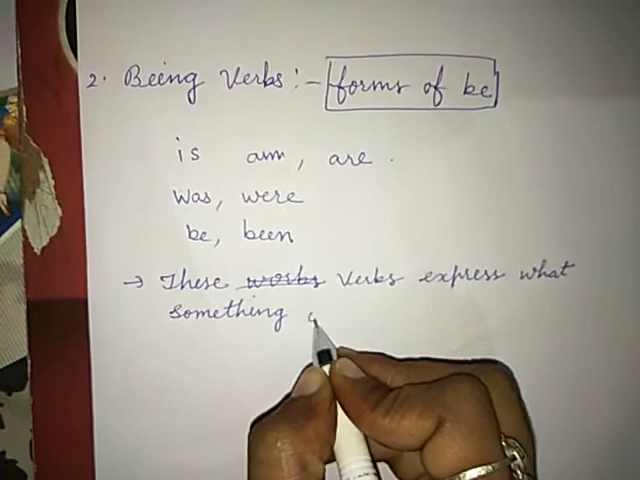 2. Being Verbs:- forms of be
is am, are.
was, were
be, been
→ These works Verbs express what
something